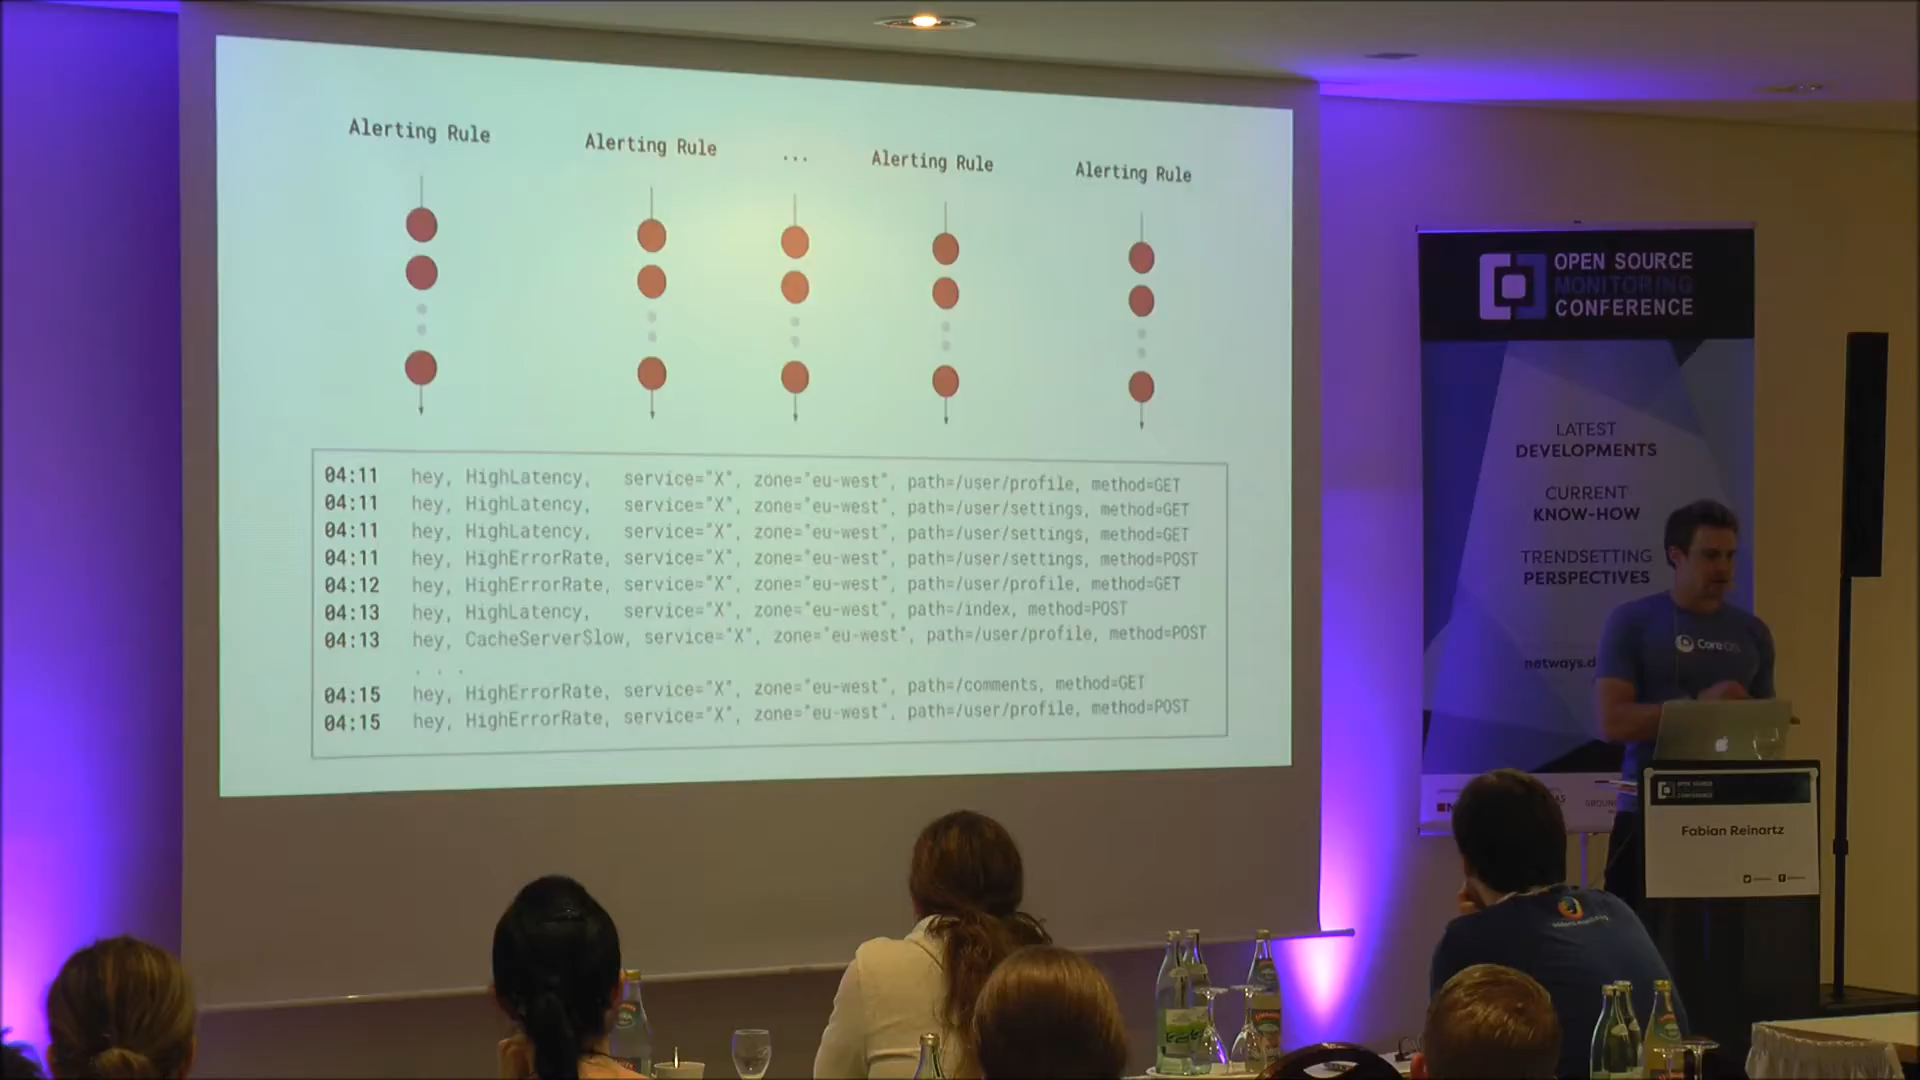 Alerting Rule
Alerting Rule
...
Alerting Rule
Alerting Rule
04:11 hey, HighLatency, service="X", zone="eu-west", path=/user/profile, method=GET
04:11 hey, HighLatency, service="X", zone="eu-west", path=/user/settings, method=GET
04:11 hey, HighLatency, service="X", zone="eu-west", path=/user/settings, method=GET
04:11 hey, HighErrorRate, service="X", zone="eu-west", path=/user/settings, method=POST
04:12 hey, HighErrorRate, service="X", zone="eu-west", path=/user/profile, method=GET
04:13 hey, HighLatency, service="X", zone="eu-west", path=/index, method=POST
04:13 hey, CacheServerSlow, service="X", zone="eu-west", path=/user/profile, method=POST
. . .
04:15 hey, HighErrorRate, service="X", zone="eu-west", path=/comments, method=GET
04:15 hey, HighErrorRate, service="X", zone="eu-west", path=/user/profile, method=POST
OPEN SOURCE
MONITORING
CONFERENCE
LATEST
DEVELOPMENTS
CURRENT
KNOW-HOW
TRENDSETTING
PERSPECTIVES
netways.d
Core
OPEN SOURCE
CONFERENCE
Fabian Reinartz